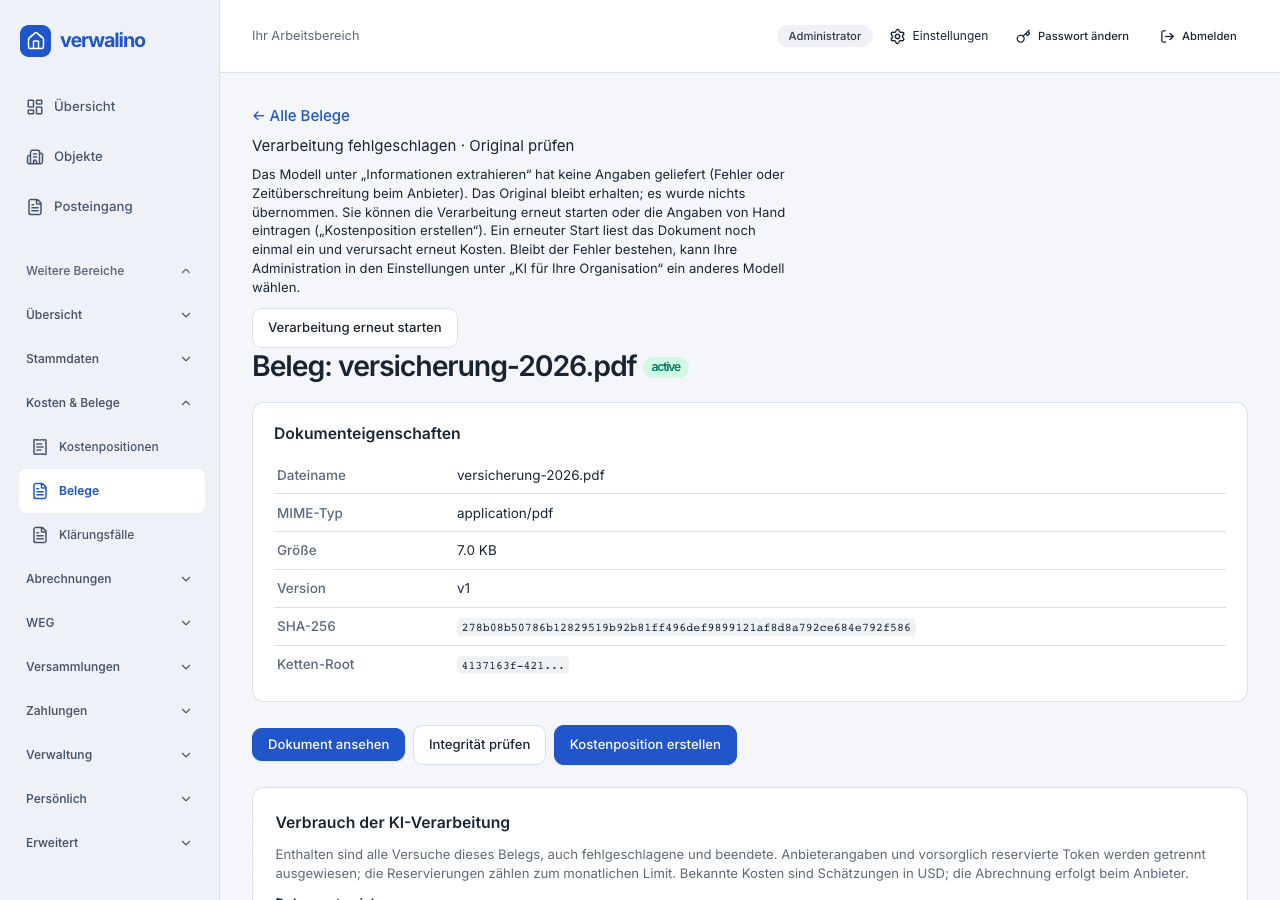 verwalino
Ihr Arbeitsbereich
Administrator
Einstellungen
Passwort ändern
Abmelden
Übersicht
Objekte
Posteingang
Weitere Bereiche
Übersicht
Stammdaten
Kosten & Belege
Kostenpositionen
Belege
Klärungsfälle
Abrechnungen
WEG
Versammlungen
Zahlungen
Verwaltung
Persönlich
Erweitert
← Alle Belege
Verarbeitung fehlgeschlagen · Original prüfen
Das Modell unter „Informationen extrahieren“ hat keine Angaben geliefert (Fehler oder
Zeitüberschreitung beim Anbieter). Das Original bleibt erhalten; es wurde nichts
übernommen. Sie können die Verarbeitung erneut starten oder die Angaben von Hand
eintragen („Kostenposition erstellen“). Ein erneuter Start liest das Dokument noch
einmal ein und verursacht erneut Kosten. Bleibt der Fehler bestehen, kann Ihre
Administration in den Einstellungen unter „KI für Ihre Organisation“ ein anderes Modell
wählen.
Verarbeitung erneut starten
Beleg: versicherung-2026.pdf active
Dokumenteigenschaften
Dateiname versicherung-2026.pdf
MIME-Typ application/pdf
Größe 7.0 KB
Version v1
SHA-256 278b08b50786b12829519b92b81ff496def9899121af8d8a792ce684e792f586
Ketten-Root 4137163f-421...
Dokument ansehen
Integrität prüfen
Kostenposition erstellen
Verbrauch der KI-Verarbeitung
Enthalten sind alle Versuche dieses Belegs, auch fehlgeschlagene und beendete. Anbieterangaben und vorsorglich reservierte Token werden getrennt
ausgewiesen; die Reservierungen zählen zum monatlichen Limit. Bekannte Kosten sind Schätzungen in USD; die Abrechnung erfolgt beim Anbieter.